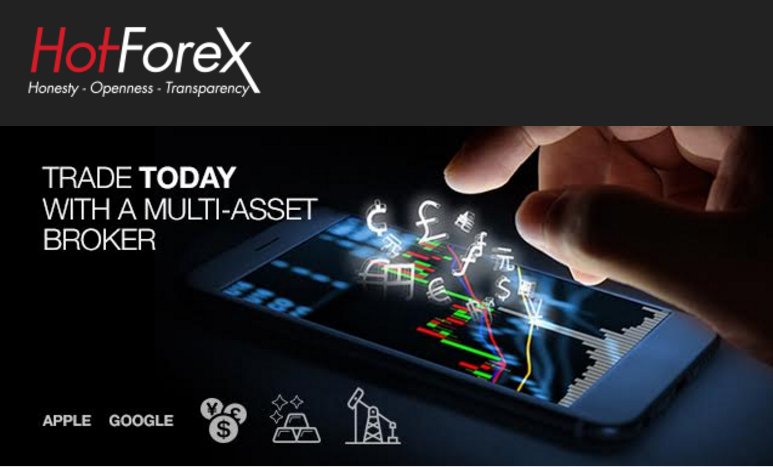 HotForex
Honesty - Openness - Transparency
TRADE TODAY
WITH A MULTI-ASSET
BROKER
APPLE GOOGLE